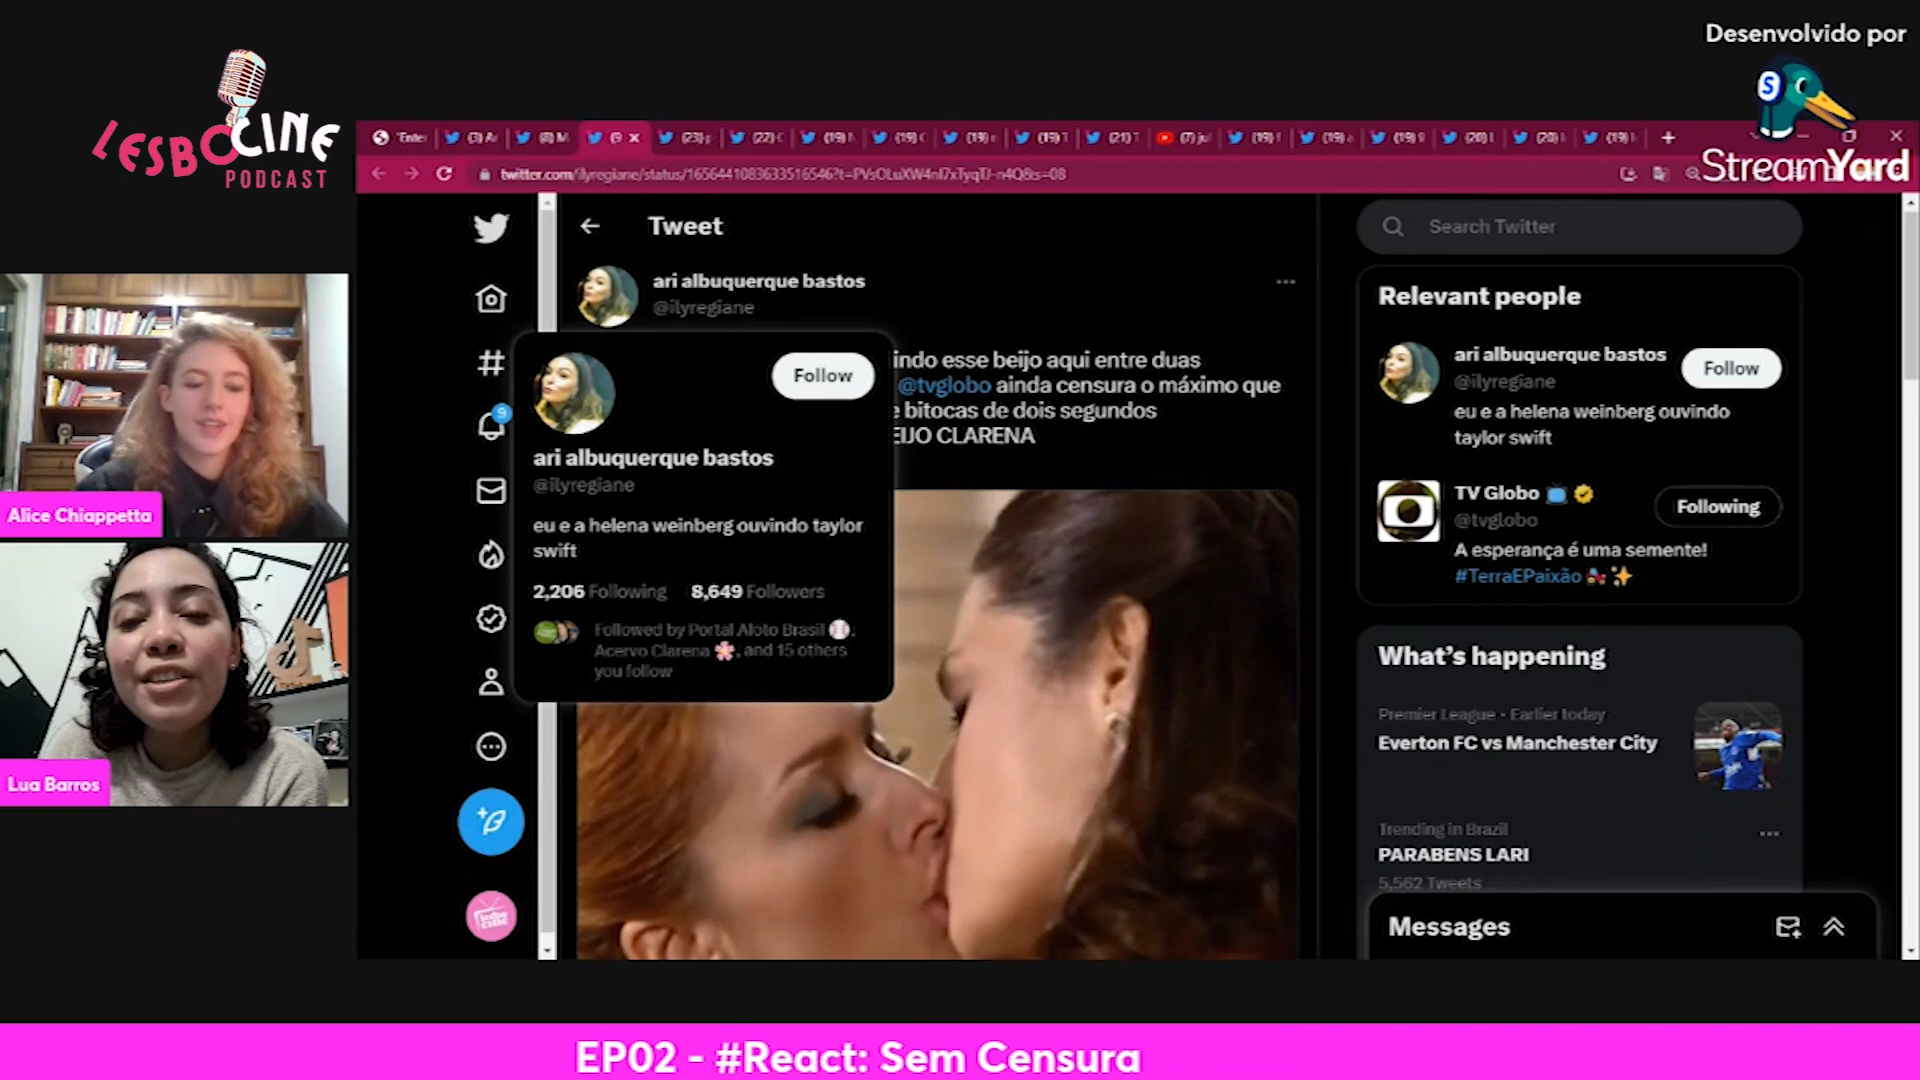 Desenvolvido por
StreamYard
LESBOCINE
PODCAST
twitter.com/ilyregiane/status/
Tweet
ari albuquerque bastos
@ilyregiane
indo esse beijo aqui entre duas
@tvglobo ainda censura o máximo que
e bitocas de dois segundos
EIJO CLARENA
Follow
ari albuquerque bastos
@ilyregiane
eu e a helena weinberg ouvindo taylor
swift
2,206 Following 8,649 Followers
Followed by Portal Aloto Brasil
Acervo Clarena , and 15 others
you follow
9
Search Twitter
Relevant people
ari albuquerque bastos
@ilyregiane
Follow
eu e a helena weinberg ouvindo
taylor swift
TV Globo
@tvglobo
Following
A esperança é uma semente!
#TerraEPaixão
What's happening
Premier League · Earlier today
Everton FC vs Manchester City
Trending in Brazil
PARABENS LARI
5,562 Tweets
Messages
Alice Chiappetta
Lua Barros
EP02 - #React: Sem Censura